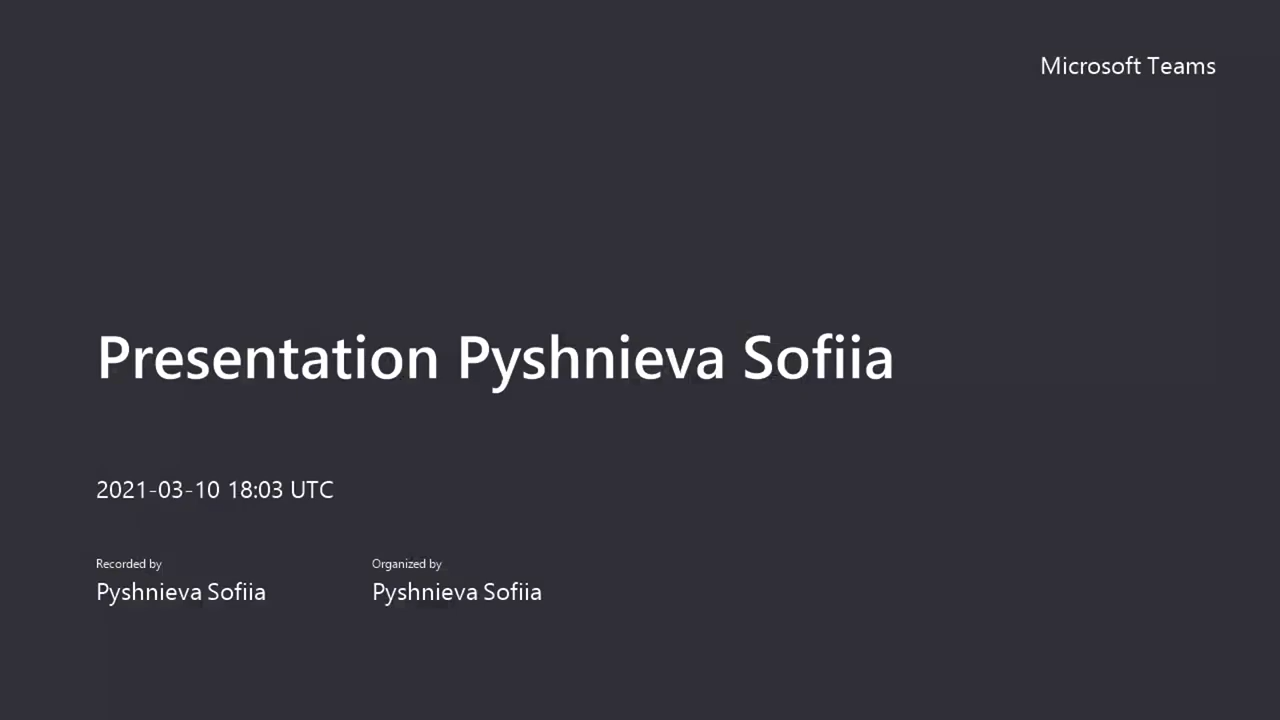 Microsoft Teams
Presentation Pyshnieva Sofiia
2021-03-10 18:03 UTC
Recorded by
Pyshnieva Sofiia
Organized by
Pyshnieva Sofiia